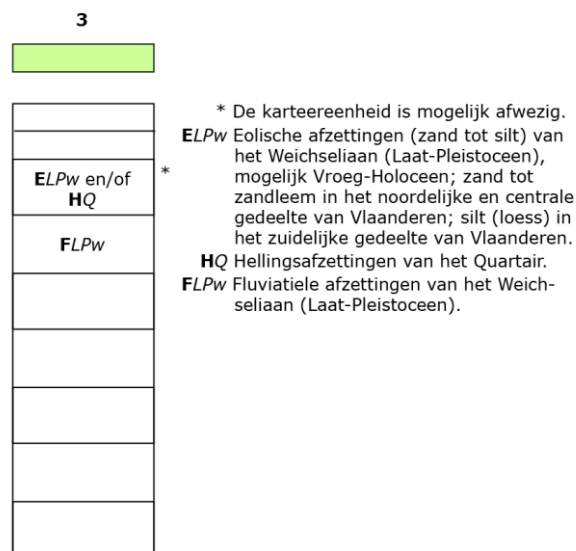 3
* De karteereenheid is mogelijk afwezig.
ELPw Eolische afzettingen (zand tot silt) van
het Weichseliaan (Laat-Pleistoceen),
mogelijk Vroeg-Holoceen; zand tot
zandleem in het noordelijke en centrale
gedeelte van Vlaanderen; silt (loess) in
het zuidelijke gedeelte van Vlaanderen.
HQ Hellingsafzettingen van het Quartair.
FLPw Fluviatiele afzettingen van het Weich-
seliaan (Laat-Pleistoceen).
ELPw en/of *
HQ
FLPw